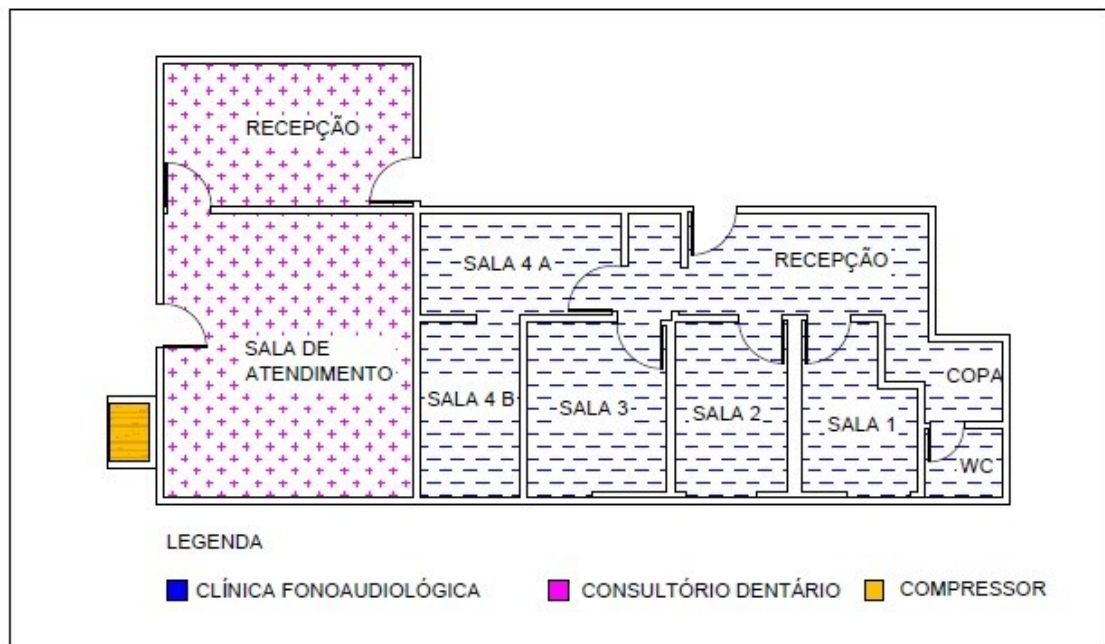 RECEPÇÃO
SALA 4 A
RECEPÇÃO
SALA DE
ATENDIMENTO
SALA 4 B
SALA 3
SALA 2
SALA 1
COPA
WC
LEGENDA
CLÍNICA FONOAUDIOLÓGICA
CONSULTÓRIO DENTÁRIO
COMPRESSOR